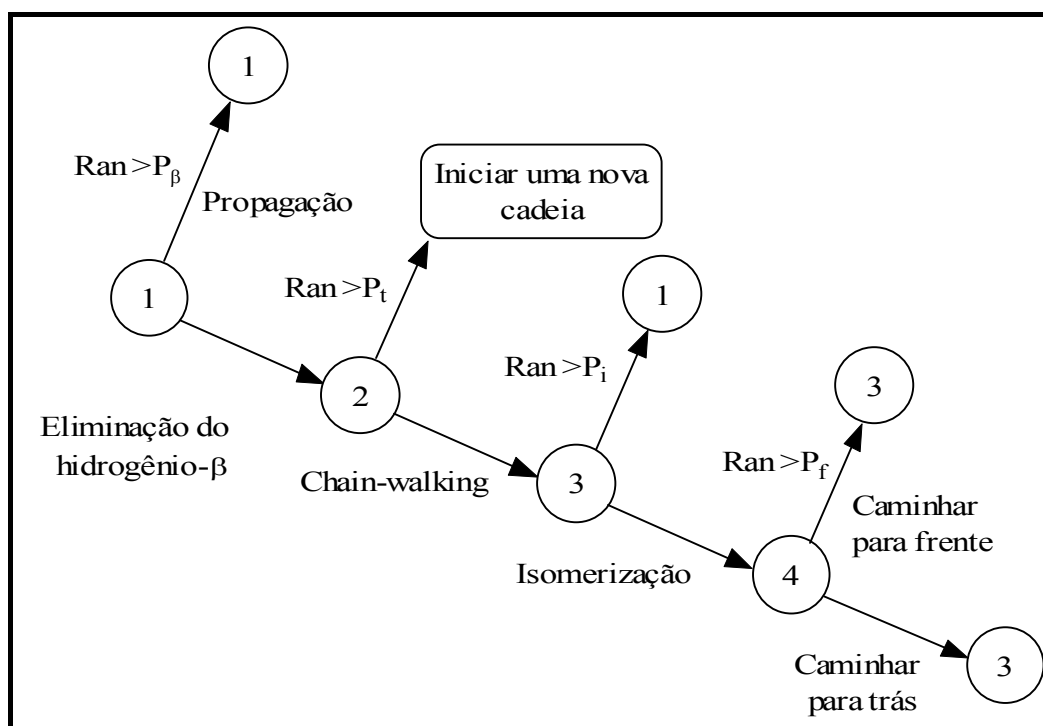 1
Ran>Pβ
Propagação
1
Iniciar uma nova
cadeia
Ran>Pt
2
Eliminação do
hidrogênio-β
1
Ran>Pi
Chain-walking
3
3
Ran>Pf
Caminhar
para frente
Isomerização
4
3
Caminhar
para trás